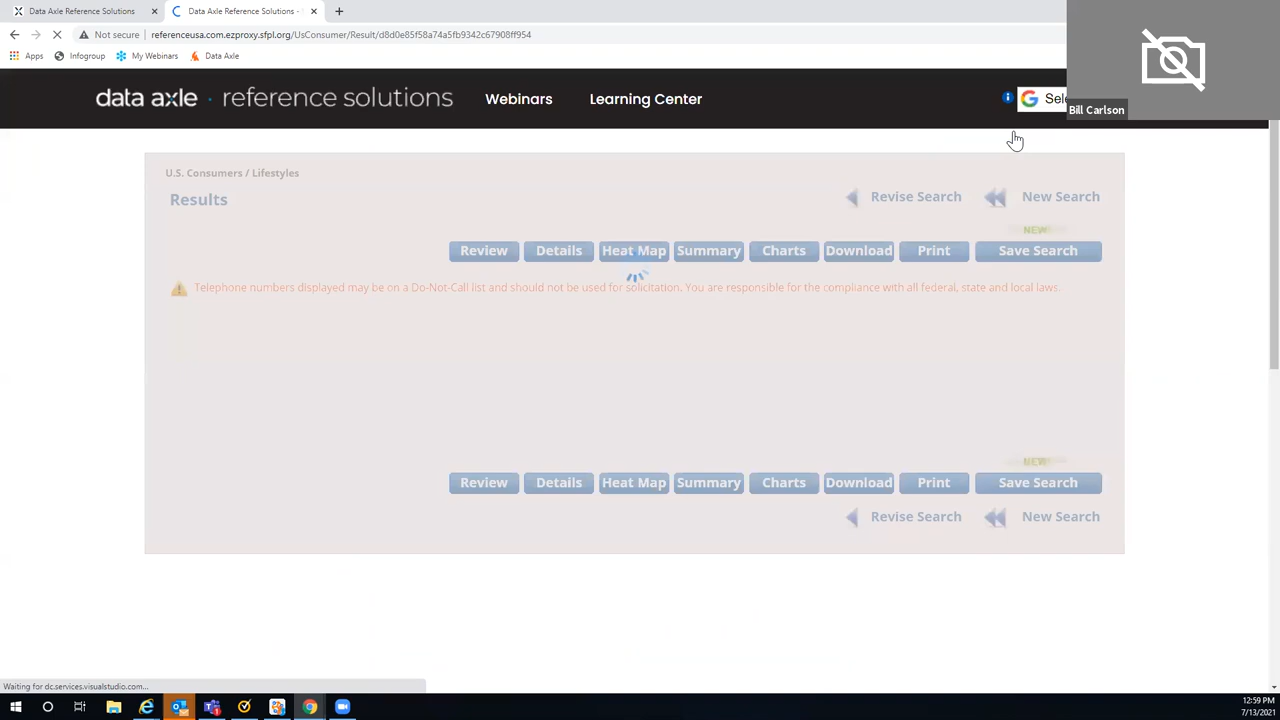 Data Axle Reference Solutions
Data Axle Reference Solutions -
Not secure referenceusa.com.ezproxy.sfpl.org/UsConsumer/Result/d8d0e85f58a74a5fb9342c67908ff954
Apps Infogroup My Webinars Data Axle
data axle · reference solutions Webinars Learning Center
Bill Carlson
U.S. Consumers / Lifestyles
Results Revise Search New Search
NEW
Review Details Heat Map Summary Charts Download Print Save Search
Telephone numbers displayed may be on a Do-Not-Call list and should not be used for solicitation. You are responsible for the compliance with all federal, state and local laws.
NEW
Review Details Heat Map Summary Charts Download Print Save Search
Revise Search New Search
Waiting for dc.services.visualstudio.com...
12:59 PM
7/13/2021